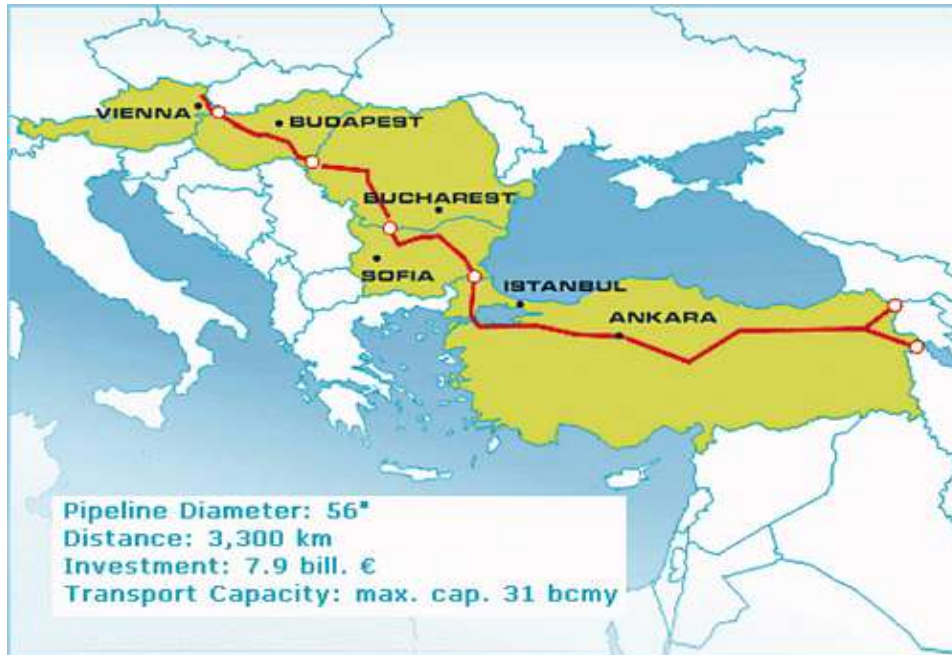 VIENNA
BUDAPEST
BUCHAREST
SOFIA
ISTANBUL
ANKARA
Pipeline Diameter: 56"
Distance: 3,300 km
Investment: 7.9 bill. €
Transport Capacity: max. cap. 31 bcmy